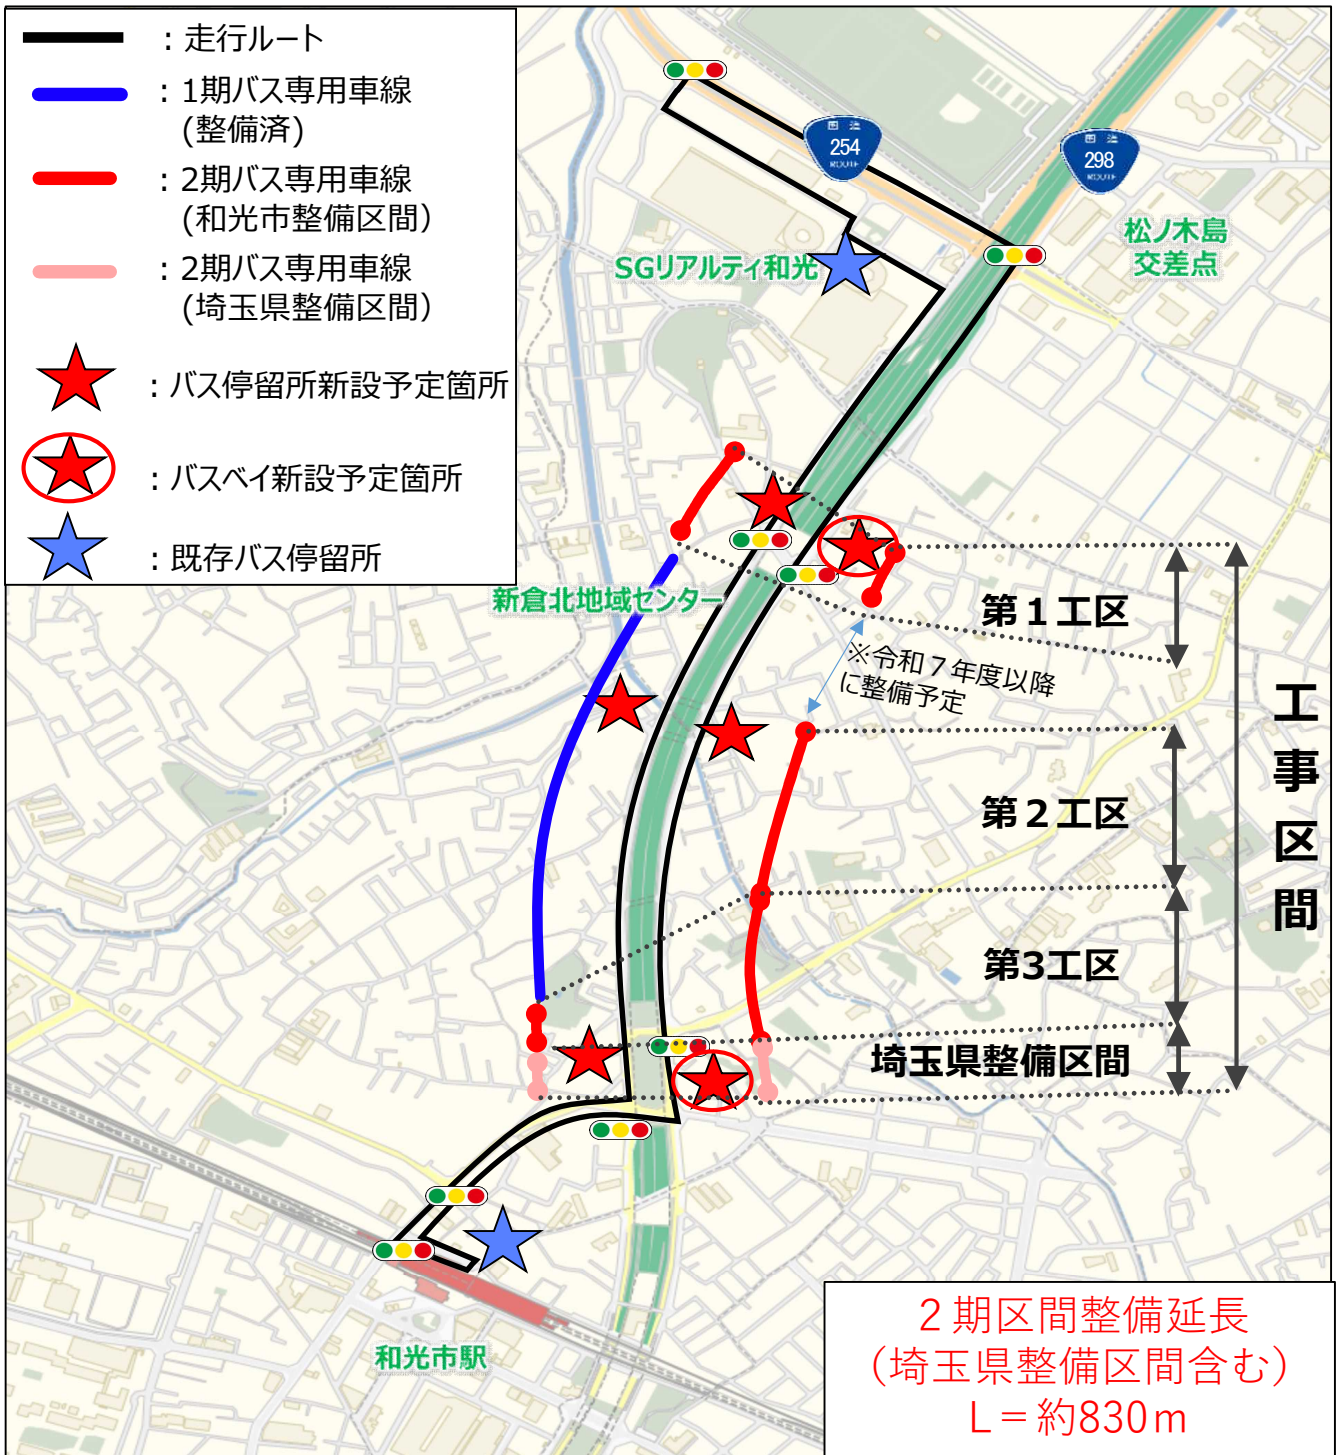 ：走行ルート
：1期バス専用車線
(整備済)
：2期バス専用車線
(和光市整備区間)
：2期バス専用車線
(埼玉県整備区間)
：バス停留所新設予定箇所
：バスベイ新設予定箇所
：既存バス停留所
国道
254
ROUTE
国道
298
ROUTE
松ノ木島
交差点
SGリアルティ和光
新倉北地域センター
第１工区
※令和７年度以降
に整備予定
工事区間
第２工区
第3工区
埼玉県整備区間
和光市駅
２期区間整備延長
（埼玉県整備区間含む）
Ｌ＝約830ｍ